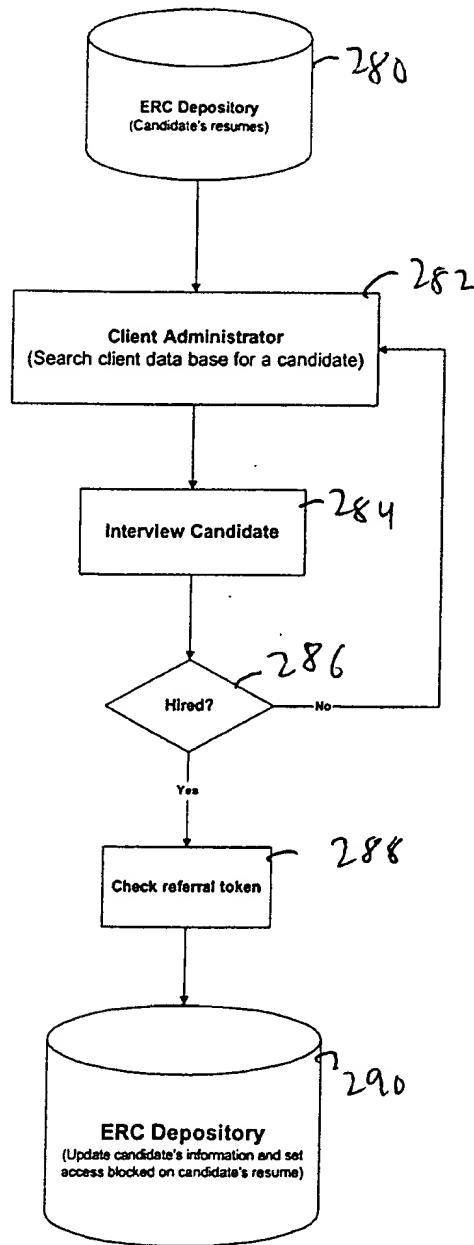 280
ERC Depository
(Candidate's resumes)
282
Client Administrator
(Search client data base for a candidate)
284
Interview Candidate
286
Hired?
No
Yes
288
Check referral token
290
ERC Depository
(Update candidate's information and set
access blocked on candidate's resume)